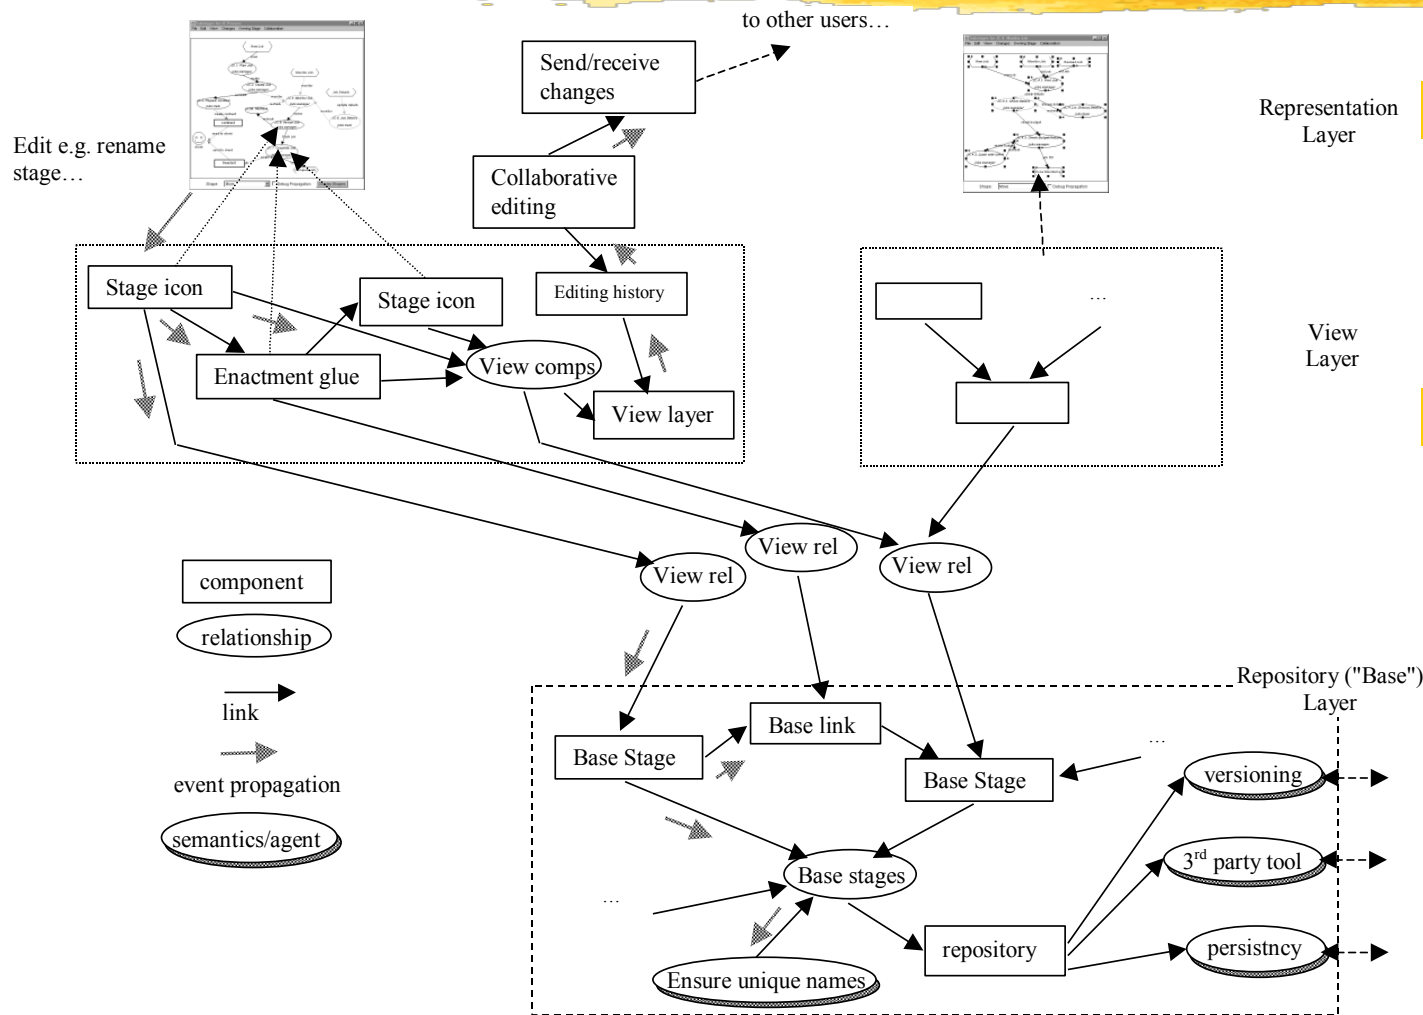 to other users…
Send/receive
changes
Representation
Layer
Edit e.g. rename
stage…
Collaborative
editing
Stage icon
Stage icon
Editing history
…
View
Layer
Enactment glue
View comps
View layer
View rel
View rel
View rel
component
relationship
link
event propagation
semantics/agent
Repository ("Base")
Layer
Base link
Base Stage
…
Base Stage
versioning
3rd party tool
Base stages
…
repository
persistncy
Ensure unique names